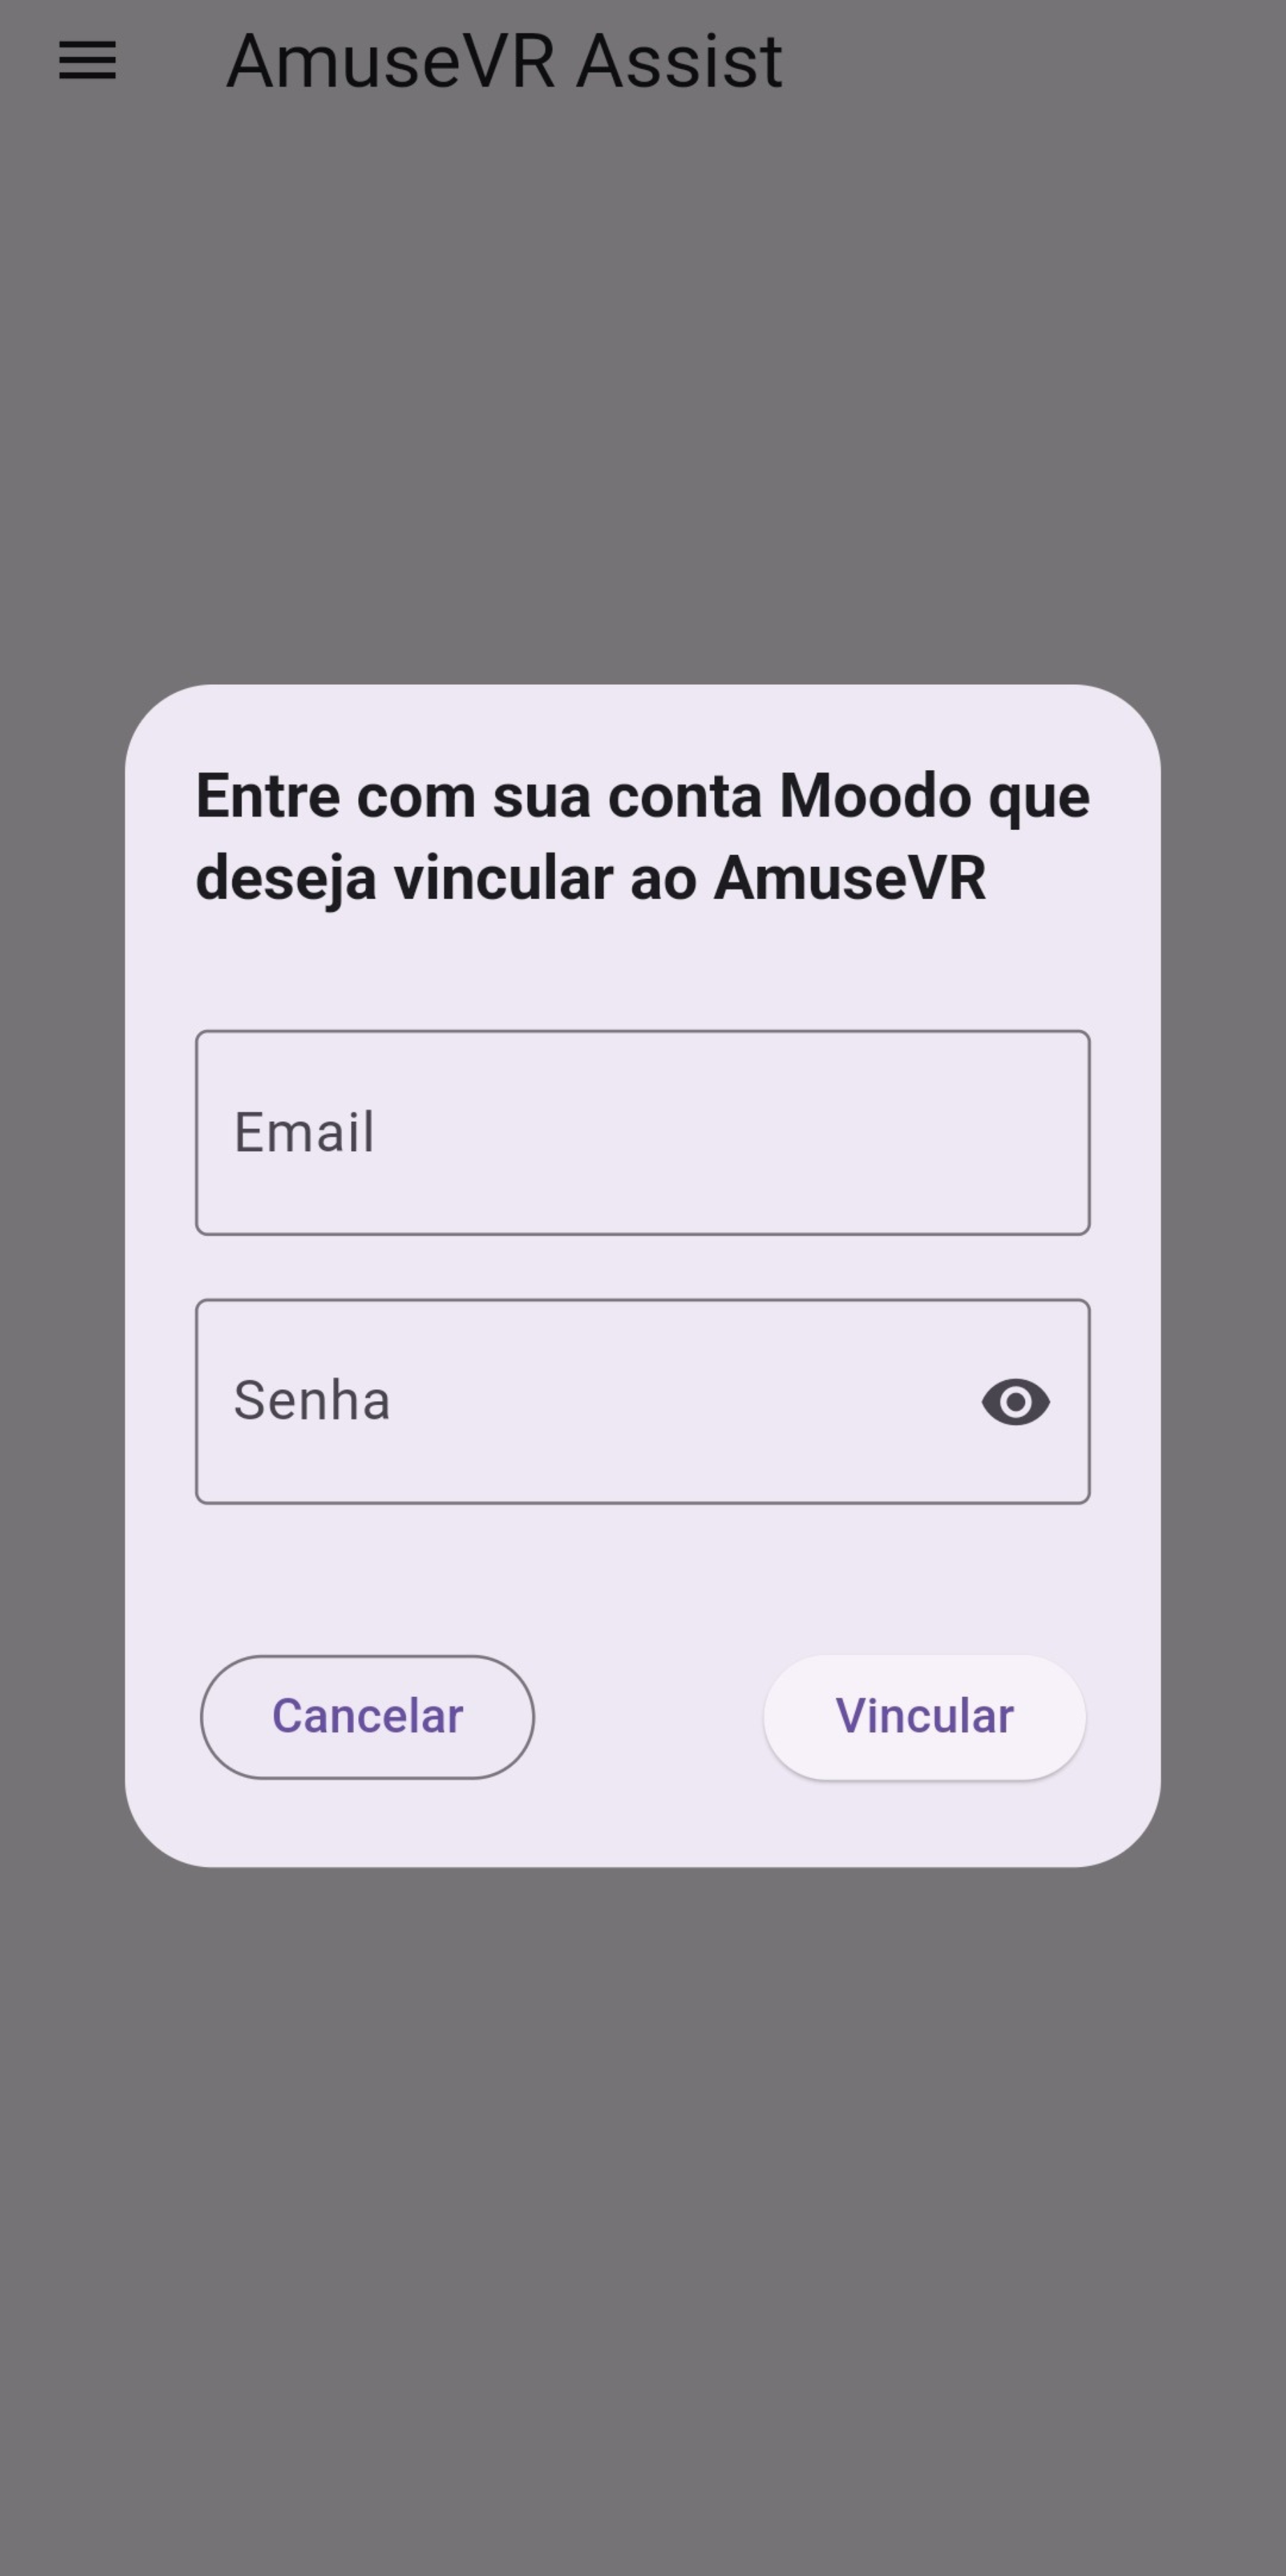 AmuseVR Assist
Entre com sua conta Moodo que
deseja vincular ao AmuseVR
Email
Senha
Cancelar
Vincular